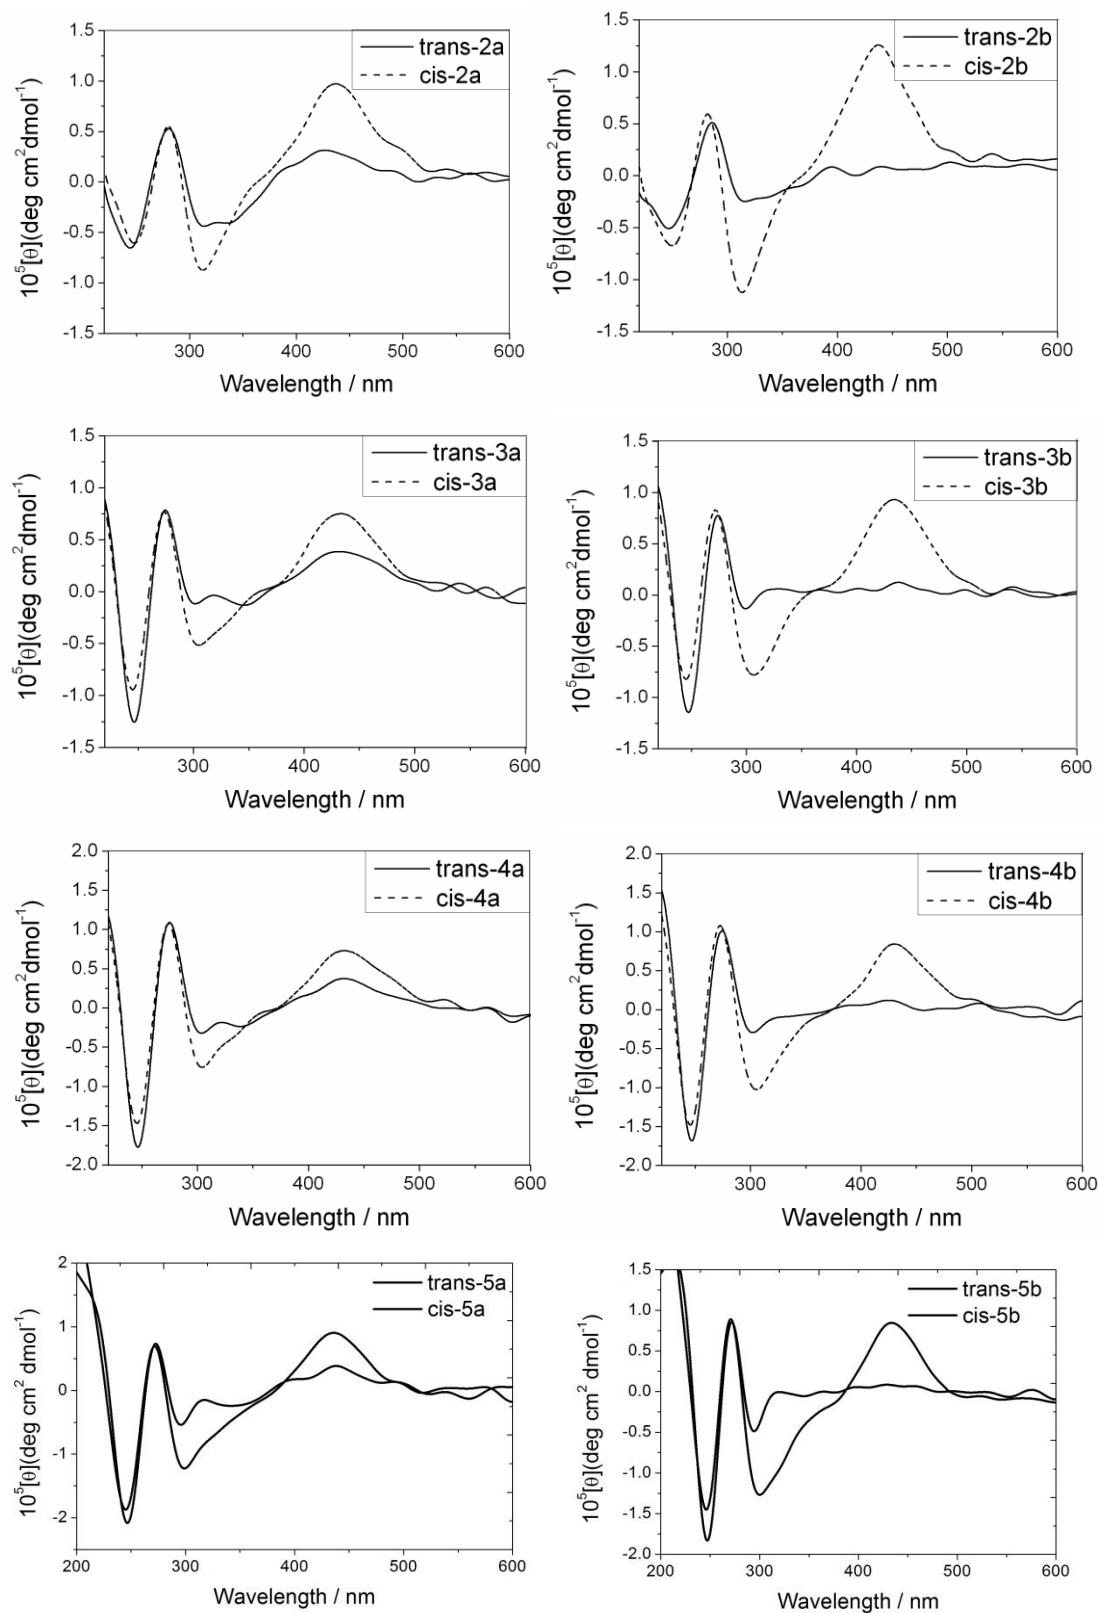 1.5
1.0
0.5
0.0
-0.5
-1.0
-1.5
10⁵[θ](deg cm²dmol⁻¹)
trans-2a
cis-2a
300 400 500 600
Wavelength / nm
1.5
1.0
0.5
0.0
-0.5
-1.0
-1.5
10⁵[θ](deg cm²dmol⁻¹)
trans-2b
cis-2b
300 400 500 600
Wavelength / nm
1.5
1.0
0.5
0.0
-0.5
-1.0
-1.5
10⁵[θ](deg cm²dmol⁻¹)
trans-3a
cis-3a
300 400 500 600
Wavelength / nm
1.5
1.0
0.5
0.0
-0.5
-1.0
-1.5
10⁵[θ](deg cm²dmol⁻¹)
trans-3b
cis-3b
300 400 500 600
Wavelength / nm
2.0
1.5
1.0
0.5
0.0
-0.5
-1.0
-1.5
-2.0
10⁵[θ](deg cm²dmol⁻¹)
trans-4a
cis-4a
300 400 500 600
Wavelength / nm
2.0
1.5
1.0
0.5
0.0
-0.5
-1.0
-1.5
-2.0
10⁵[θ](deg cm²dmol⁻¹)
trans-4b
cis-4b
300 400 500 600
Wavelength / nm
2
1
0
-1
-2
10⁵[θ](deg cm² dmol⁻¹)
trans-5a
cis-5a
200 300 400 500 600
Wavelength / nm
1.5
1.0
0.5
0.0
-0.5
-1.0
-1.5
-2.0
10⁵[θ](deg cm² dmol⁻¹)
trans-5b
cis-5b
200 300 400 500 600
Wavelength / nm